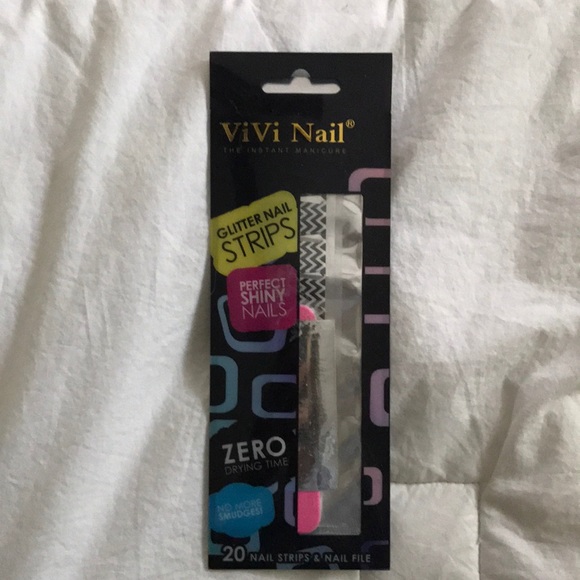 ViVi Nail®
THE INSTANT MANICURE
GLITTER NAIL
STRIPS
PERFECT
SHINY
NAILS
ZERO
DRYING TIME
NO MORE
SMUDGES!
20 NAIL STRIPS & NAIL FILE